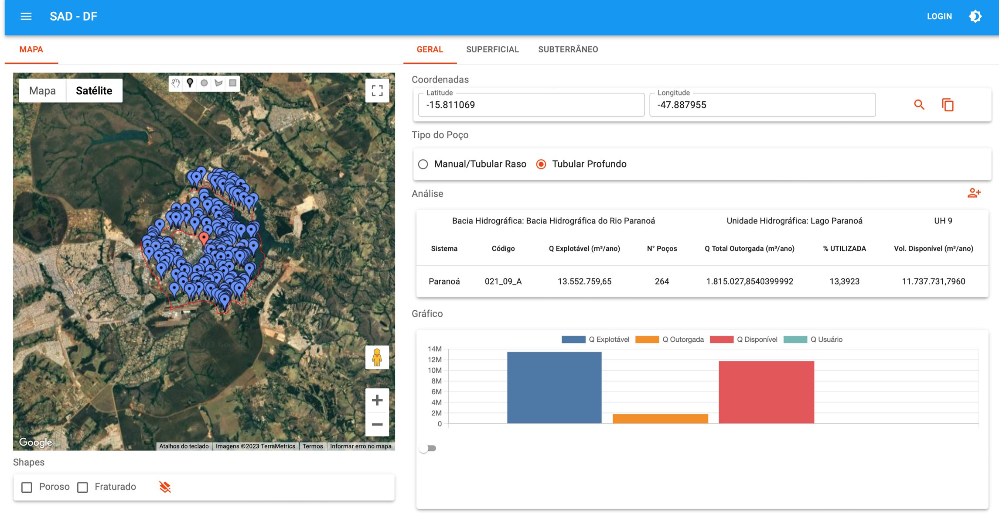 SAD - DF
LOGIN
MAPA
GERAL SUPERFICIAL SUBTERRÂNEO
Mapa Satélite
Google
Atalhos do teclado Imagens ©2023 TerraMetrics Termos Informar erro no mapa
Shapes
Poroso Fraturado
Coordenadas
Latitude Longitude
-15.811069 -47.887955
Tipo do Poço
Manual/Tubular Raso Tubular Profundo
Análise
Bacia Hidrográfica: Bacia Hidrográfica do Rio Paranoá Unidade Hidrográfica: Lago Paranoá UH 9
Sistema Código Q Explotável (m³/ano) N° Poços Q Total Outorgada (m³/ano) % UTILIZADA Vol. Disponível (m³/ano)
Paranoá 021_09_A 13.552.759,65 264 1.815.027,8540399992 13,3923 11.737.731,7960
Gráfico
Q Explotável Q Outorgada Q Disponível Q Usuário
14M
12M
10M
8M
6M
4M
2M
0